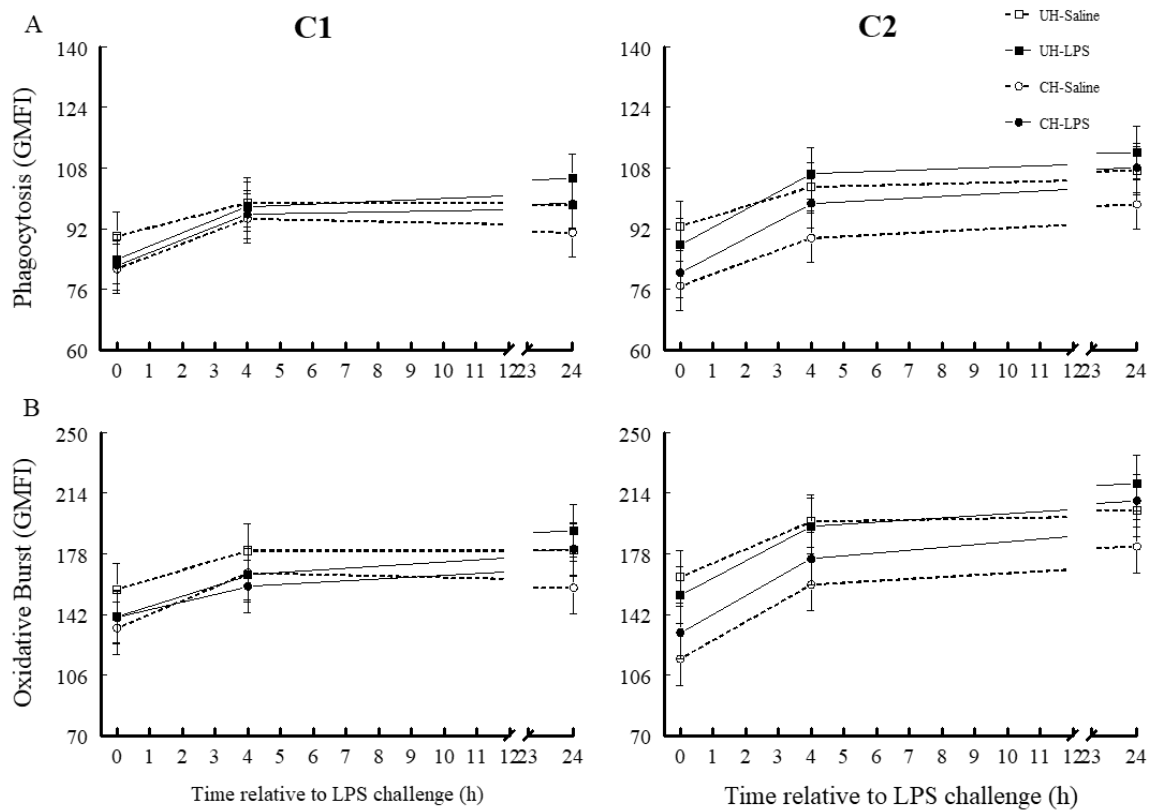 A
C1
C2
UH-Saline
UH-LPS
CH-Saline
CH-LPS
Phagocytosis (GMFI)
140
124
108
92
76
60
0 1 2 3 4 5 6 7 8 9 10 11 12 23 24
140
124
108
92
76
60
0 1 2 3 4 5 6 7 8 9 10 11 12 23 24
B
Oxidative Burst (GMFI)
250
214
178
142
106
70
0 1 2 3 4 5 6 7 8 9 10 11 12 23 24
Time relative to LPS challenge (h)
250
214
178
142
106
70
0 1 2 3 4 5 6 7 8 9 10 11 12 23 24
Time relative to LPS challenge (h)